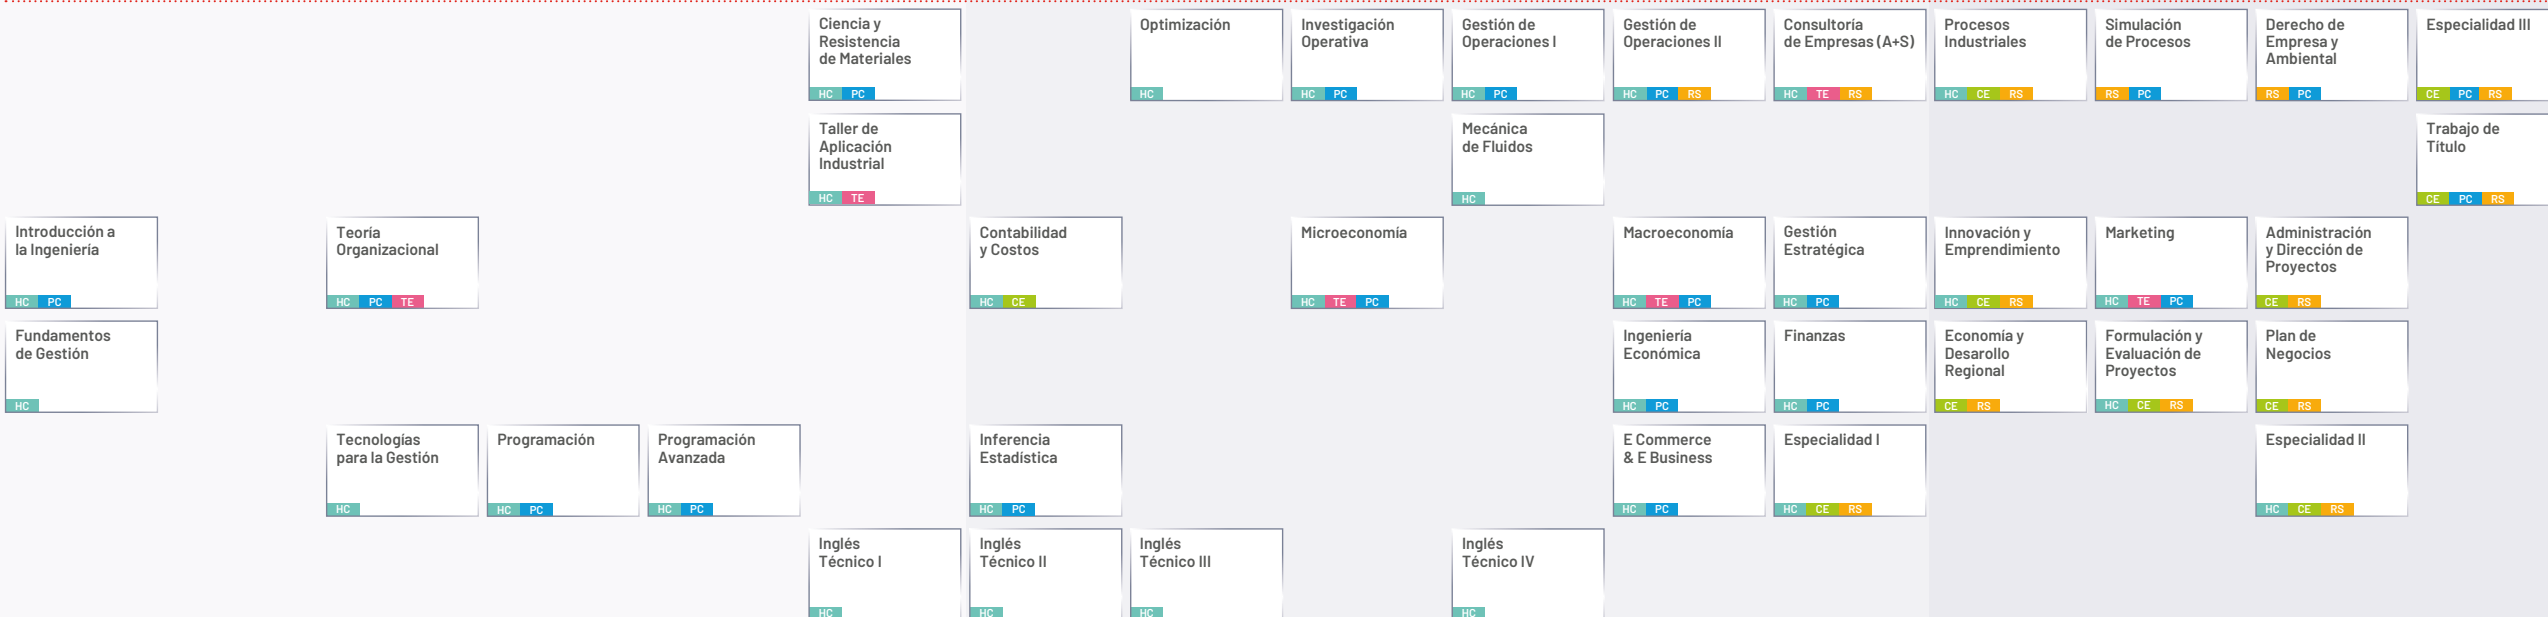 Ciencia y
Resistencia
de Materiales
HC PC
Optimización
HC
Investigación
Operativa
HC PC
Gestión de
Operaciones I
HC PC
Gestión de
Operaciones II
HC PC RS
Consultoría
de Empresas (A+S)
HC TE RS
Procesos
Industriales
HC CE RS
Simulación
de Procesos
RS PC
Derecho de
Empresa y
Ambiental
RS PC
Especialidad III
CE PC RS
Taller de
Aplicación
Industrial
HC TE
Mecánica
de Fluidos
HC
Trabajo de
Título
CE PC RS
Introducción a
la Ingeniería
HC PC
Teoría
Organizacional
HC PC TE
Contabilidad
y Costos
HC CE
Microeconomía
HC TE PC
Macroeconomía
HC TE PC
Gestión
Estratégica
HC PC
Innovación y
Emprendimiento
HC CE RS
Marketing
HC TE PC
Administración
y Dirección de
Proyectos
CE RS
Fundamentos
de Gestión
HC
Ingeniería
Económica
HC PC
Finanzas
HC PC
Economía y
Desarollo
Regional
CE RS
Formulación y
Evaluación de
Proyectos
HC CE RS
Plan de
Negocios
CE RS
Tecnologías
para la Gestión
HC
Programación
HC PC
Programación
Avanzada
HC PC
Inferencia
Estadística
HC PC
E Commerce
& E Business
HC PC
Especialidad I
HC CE RS
Especialidad II
HC CE RS
Inglés
Técnico I
HC
Inglés
Técnico II
HC
Inglés
Técnico III
HC
Inglés
Técnico IV
HC